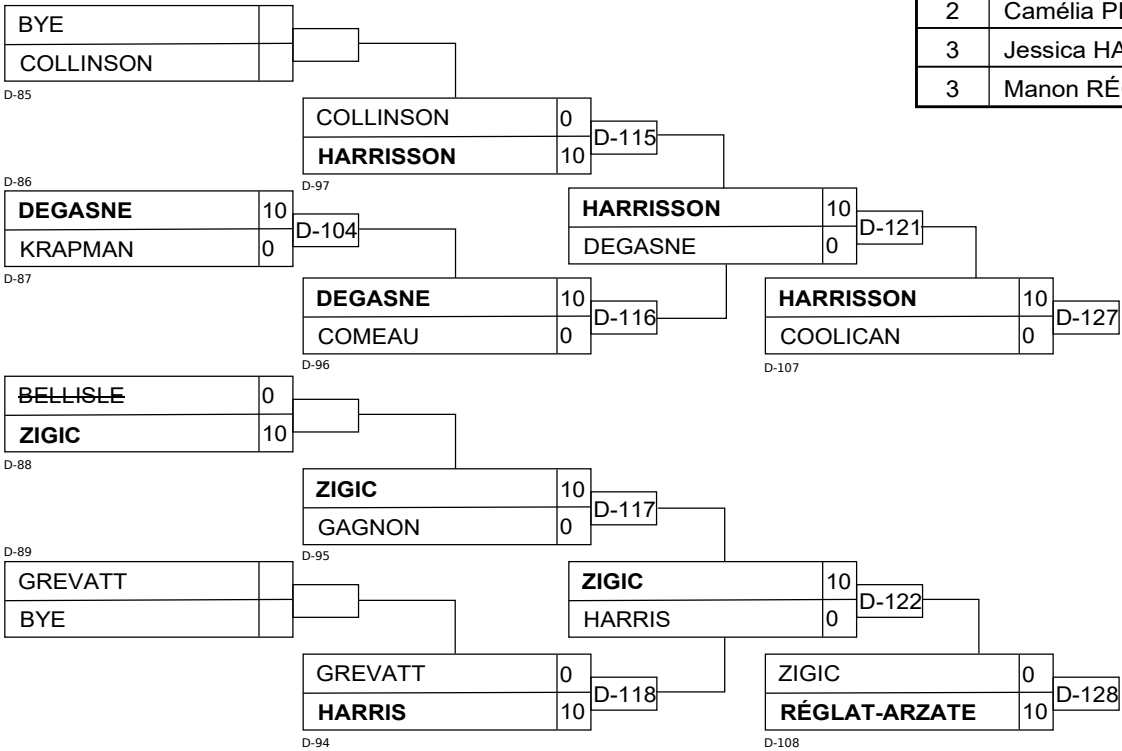 BYE
COLLINSON
D-85
2 Camélia
3 Jessica
3 Manon
COLLINSON 0
HARRISSON 10
D-115
D-97
D-86
DEGASNE 10
KRAPMAN 0
D-104
D-87
HARRISSON 10
DEGASNE 0
D-121
DEGASNE 10
COMEAU 0
D-116
D-96
HARRISSON 10
COOLICAN 0
D-127
D-107
BELLISLE 0
ZIGIC 10
D-88
ZIGIC 10
GAGNON 0
D-117
D-95
D-89
GREVATT
BYE
ZIGIC 10
HARRIS 0
D-122
GREVATT 0
HARRIS 10
D-118
D-94
ZIGIC 0
RÉGLAT-ARZATE 10
D-128
D-108